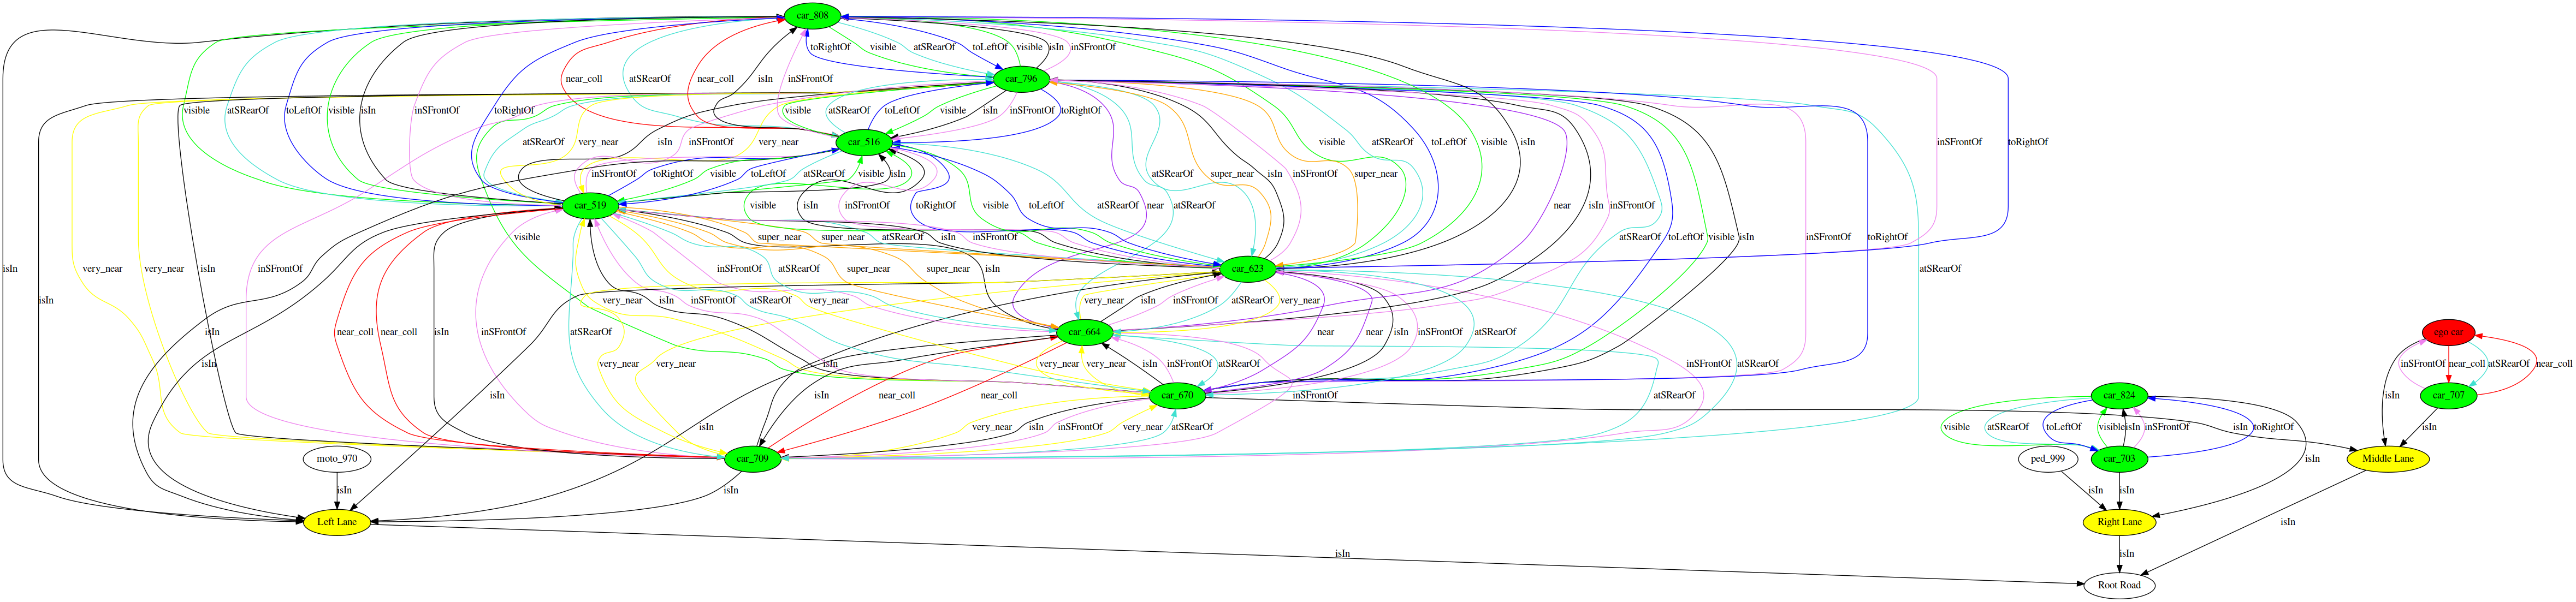 car_808
toRightOf visible atSRearOf toLeftOf visible isIn inSFrontOf
near_coll atSRearOf near_coll isIn inSFrontOf car_796
visible atSRearOf toLeftOf visible isIn inSFrontOf toRightOf visible atSRearOf toLeftOf visible isIn inSFrontOf toRightOf
atSRearOf very_near isIn inSFrontOf very_near car_516 visible atSRearOf toLeftOf visible isIn inSFrontOf toRightOf
inSFrontOf toRightOf visible toLeftOf atSRearOf visible isIn atSRearOf super_near isIn inSFrontOf super_near
car_519 visible isIn inSFrontOf toRightOf visible toLeftOf atSRearOf near atSRearOf near isIn inSFrontOf
visible super_near super_near atSRearOf isIn inSFrontOf atSRearOf toLeftOf visible isIn inSFrontOf toRightOf
isIn very_near very_near isIn inSFrontOf inSFrontOf atSRearOf super_near super_near isIn car_623 atSRearOf
isIn very_near isIn inSFrontOf atSRearOf very_near very_near isIn inSFrontOf atSRearOf very_near
isIn near_coll near_coll isIn inSFrontOf atSRearOf car_664 near near isIn inSFrontOf atSRearOf ego car
very_near very_near isIn very_near very_near isIn inSFrontOf atSRearOf inSFrontOf atSRearOf inSFrontOf near_coll atSRearOf near_coll
isIn isIn near_coll near_coll car_670 inSFrontOf atSRearOf car_824 isIn car_707
isIn very_near isIn inSFrontOf very_near atSRearOf visible atSRearOf toLeftOf visible isIn inSFrontOf toRightOf isIn isIn
moto_970 car_709 ped_999 car_703 isIn Middle Lane
isIn isIn isIn isIn
Left Lane Right Lane isIn
isIn isIn
Root Road